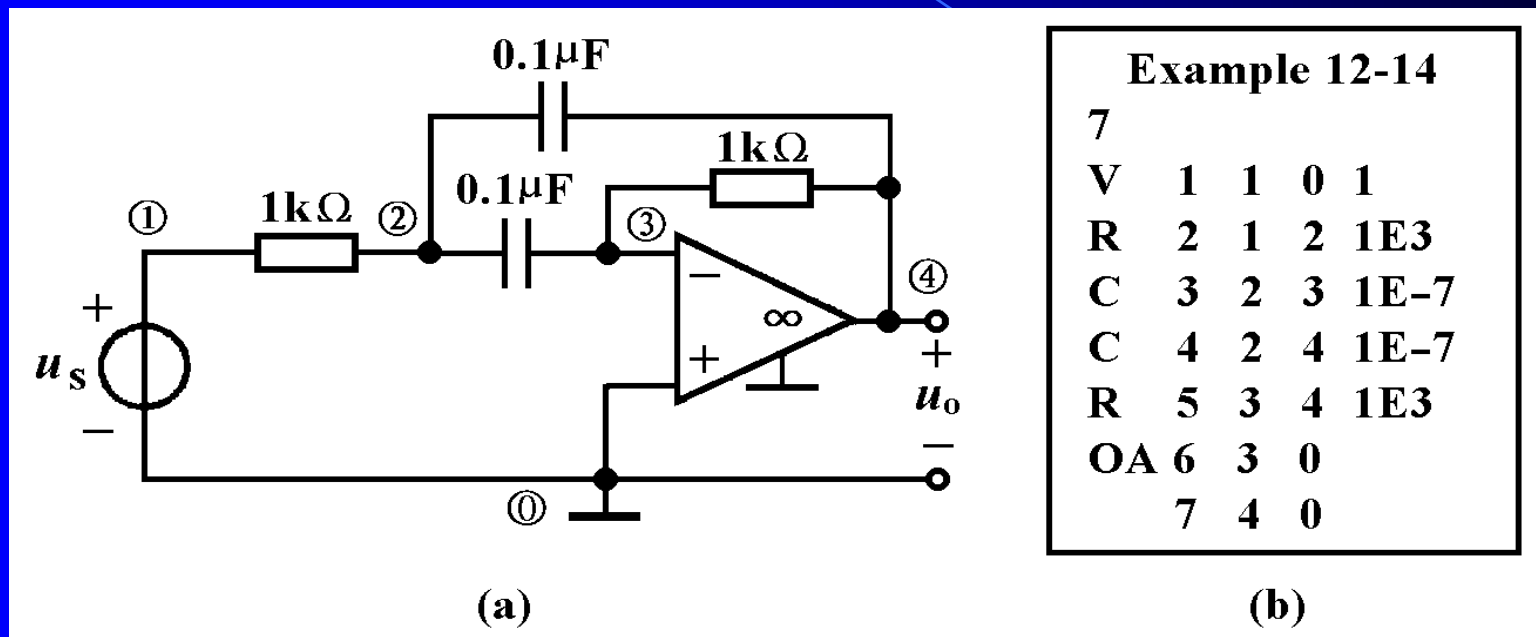 0.1μF
1kΩ
0.1μF
①
1kΩ
②
③
④
+
−
∞
+
+
u_s
−
u_o
+
−
⓪
(a)
Example 12-14
7
V 1 1 0 1
R 2 1 2 1E3
C 3 2 3 1E-7
C 4 2 4 1E-7
R 5 3 4 1E3
OA 6 3 0
7 4 0
(b)